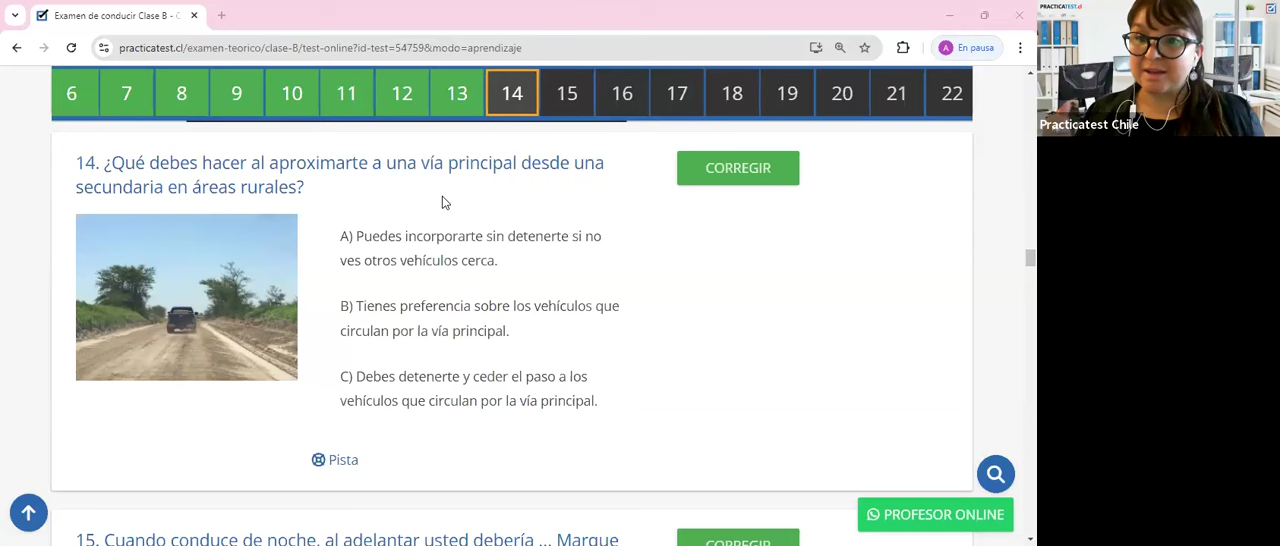 Examen de conducir Clase B - C
practicatest.cl/examen-teorico/clase-B/test-online?id-test=54759&modo=aprendizaje
A
En pausa
PRACTICATEST.cl
Practicatest Chile
6 7 8 9 10 11 12 13 14 15 16 17 18 19 20 21 22
14. ¿Qué debes hacer al aproximarte a una vía principal desde una
secundaria en áreas rurales?
CORREGIR
A) Puedes incorporarte sin detenerte si no
ves otros vehículos cerca.
B) Tienes preferencia sobre los vehículos que
circulan por la vía principal.
C) Debes detenerte y ceder el paso a los
vehículos que circulan por la vía principal.
Pista
PROFESOR ONLINE
15. Cuando conduce de noche, al adelantar usted debería ... Marque
CORREGIR